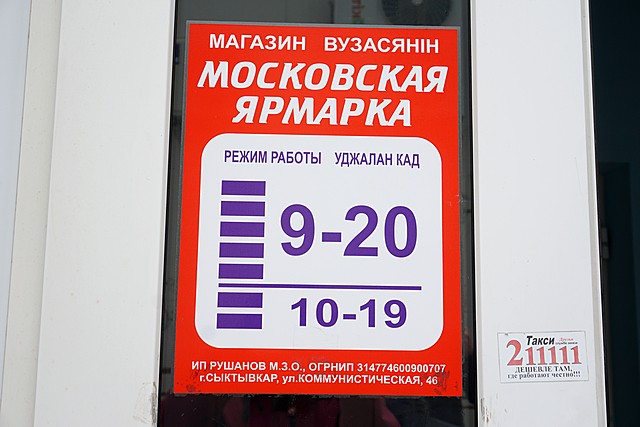 МАГАЗИН ВУЗАСЯНІН
МОСКОВСКАЯ
ЯРМАРКА
РЕЖИМ РАБОТЫ УДЖАЛАН КАД
9-20
10-19
ИП РУШАНОВ М.З.О., ОГРНИП 314774600900707
г.СЫКТЫВКАР, ул.КОММУНИСТИЧЕСКАЯ, 46
Такси
211111
ДЕШЕВЛЕ ТАМ,
где работают честно!!!